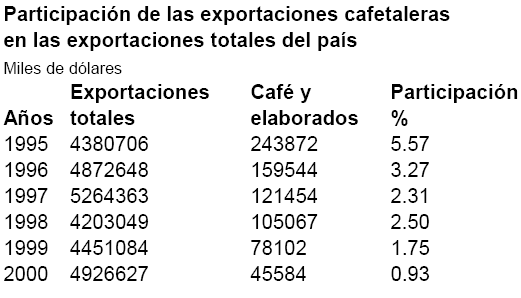 Participación de las exportaciones cafetaleras
en las exportaciones totales del país
Miles de dólares
Exportaciones Café y Participación
Años totales elaborados %
1995 4380706 243872 5.57
1996 4872648 159544 3.27
1997 5264363 121454 2.31
1998 4203049 105067 2.50
1999 4451084 78102 1.75
2000 4926627 45584 0.93